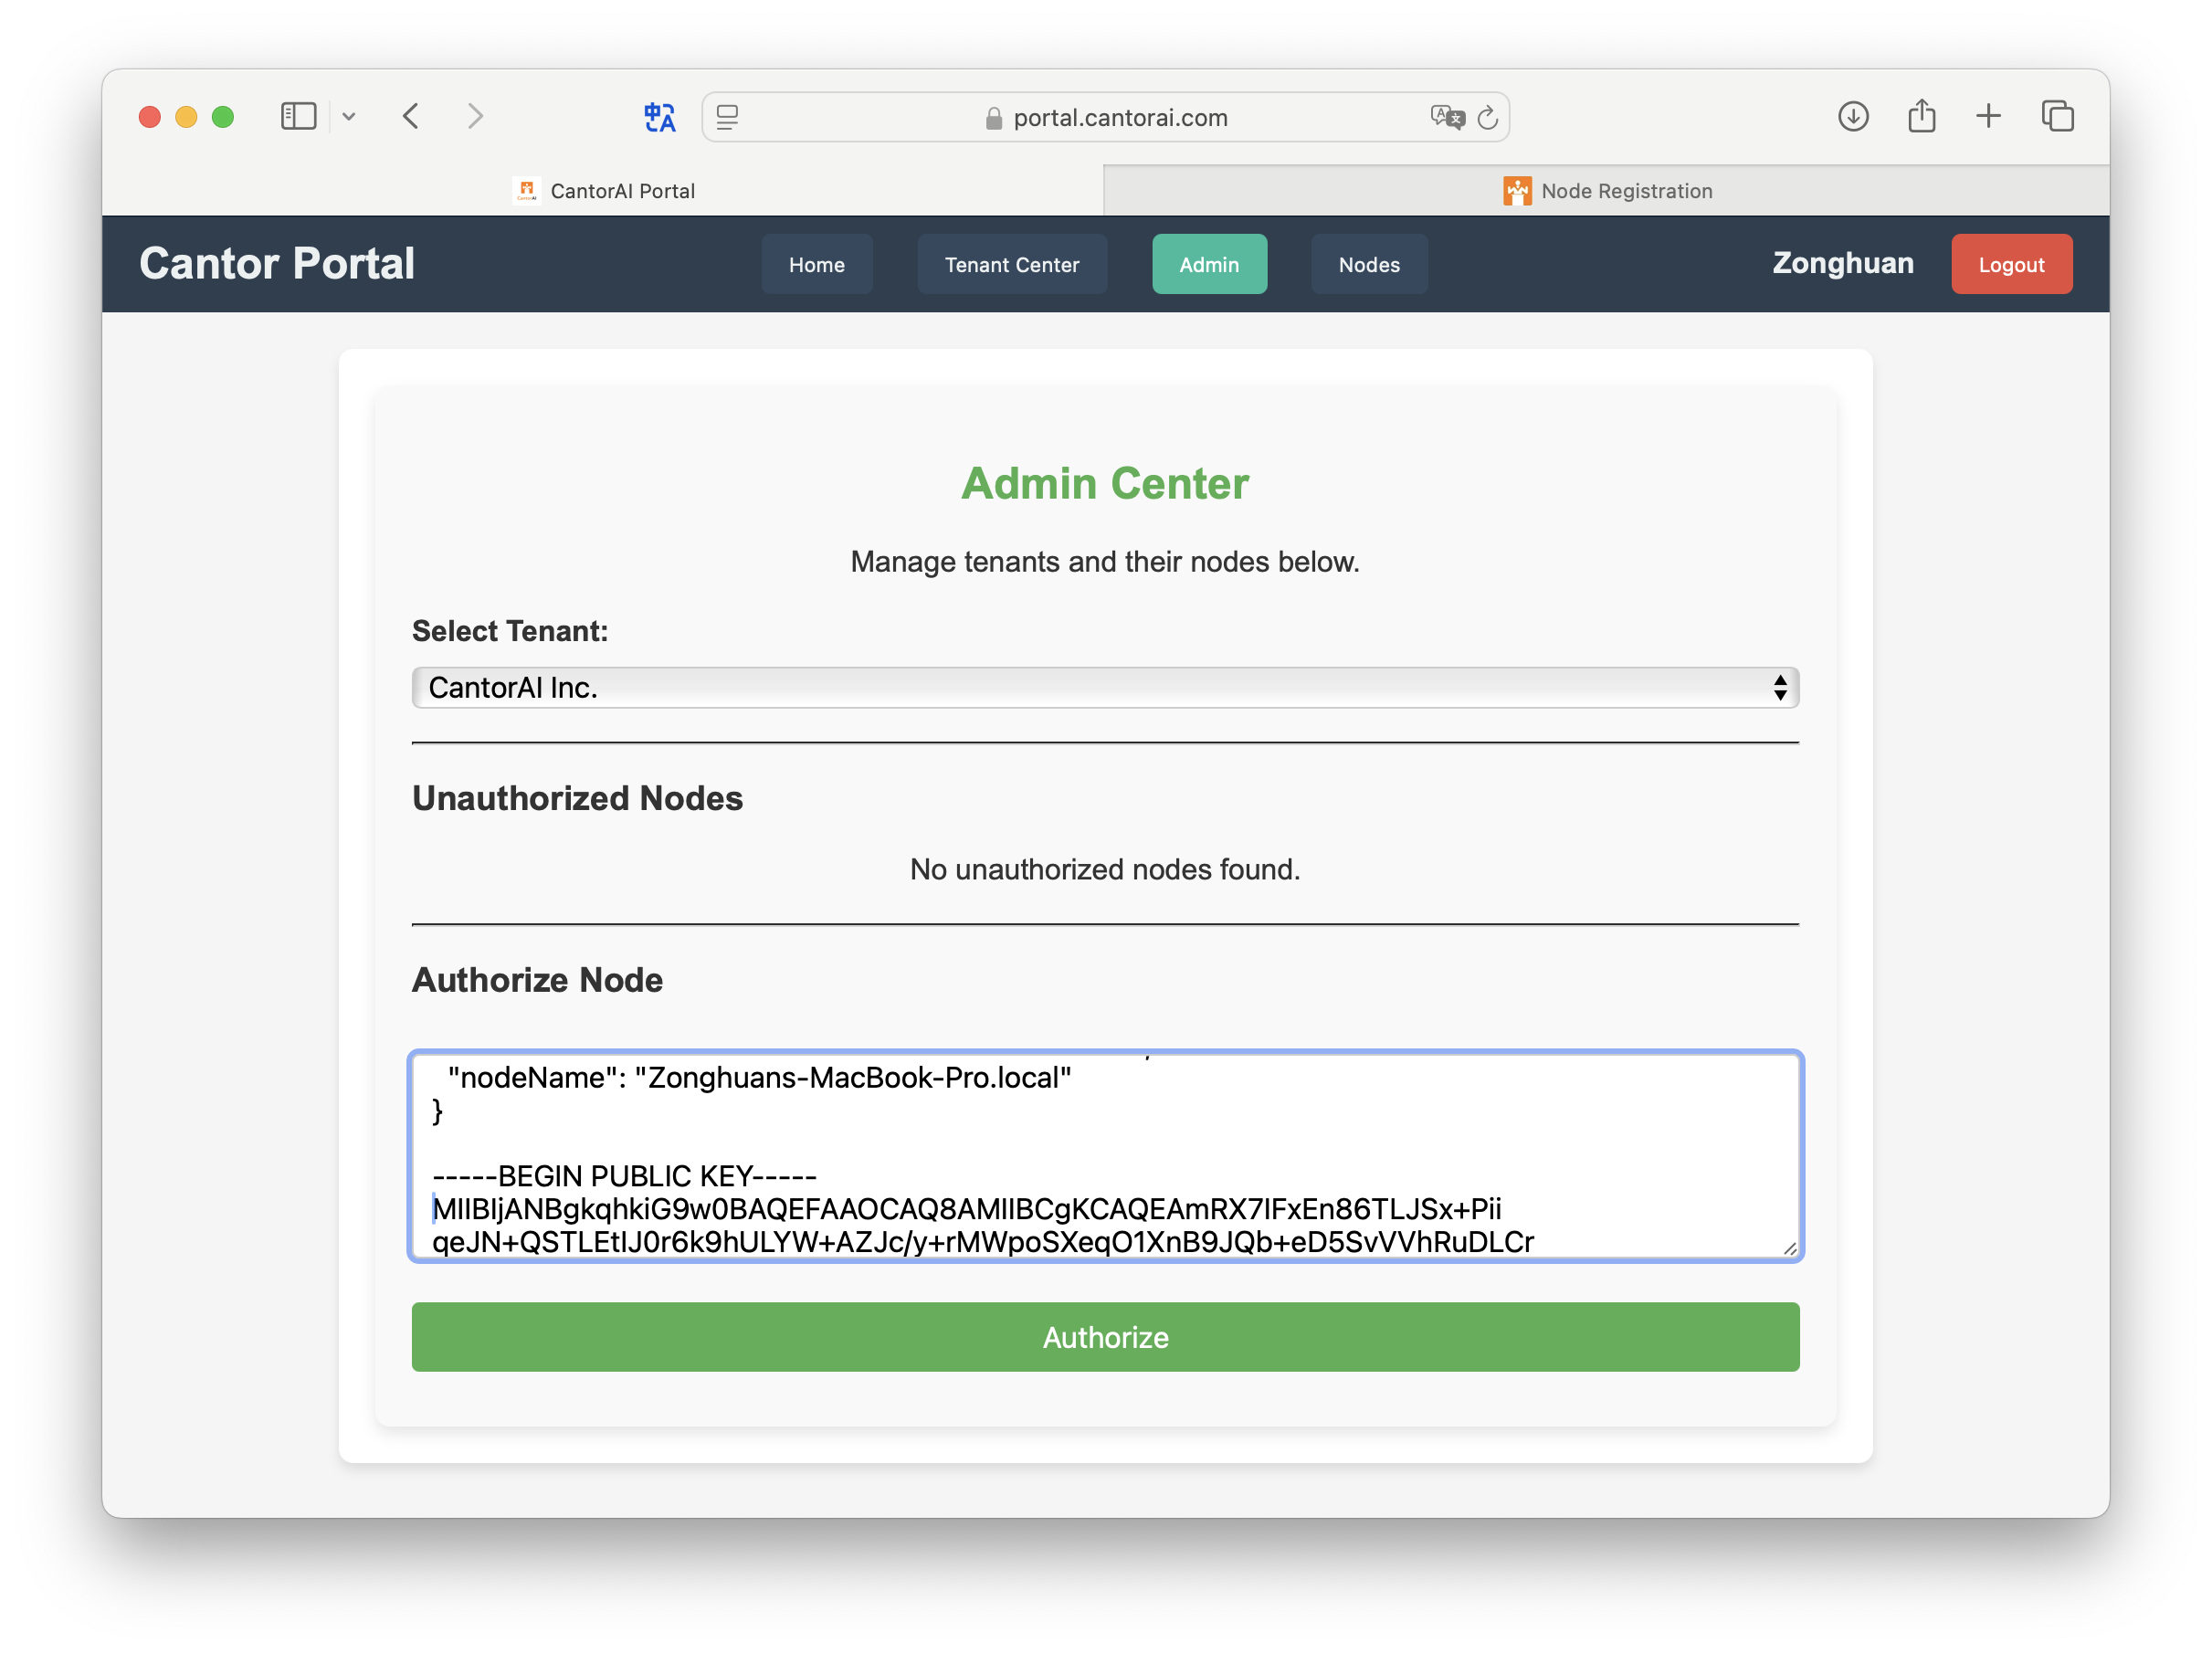 portal.cantorai.com
CantorAI Portal
Node Registration
Cantor Portal
Home
Tenant Center
Admin
Nodes
Zonghuan
Logout
Admin Center
Manage tenants and their nodes below.
Select Tenant:
CantorAI Inc.
Unauthorized Nodes
No unauthorized nodes found.
Authorize Node
"nodeName": "Zonghuans-MacBook-Pro.local"
}
-----BEGIN PUBLIC KEY-----
MIIBIjANBgkqhkiG9w0BAQEFAAOCAQ8AMIIBCgKCAQEAmRX7IFxEn86TLJSx+Pii
qeJN+QSTLEtIJ0r6k9hULYW+AZJc/y+rMWpoSXeqO1XnB9JQb+eD5SvVVhRuDLCr
Authorize